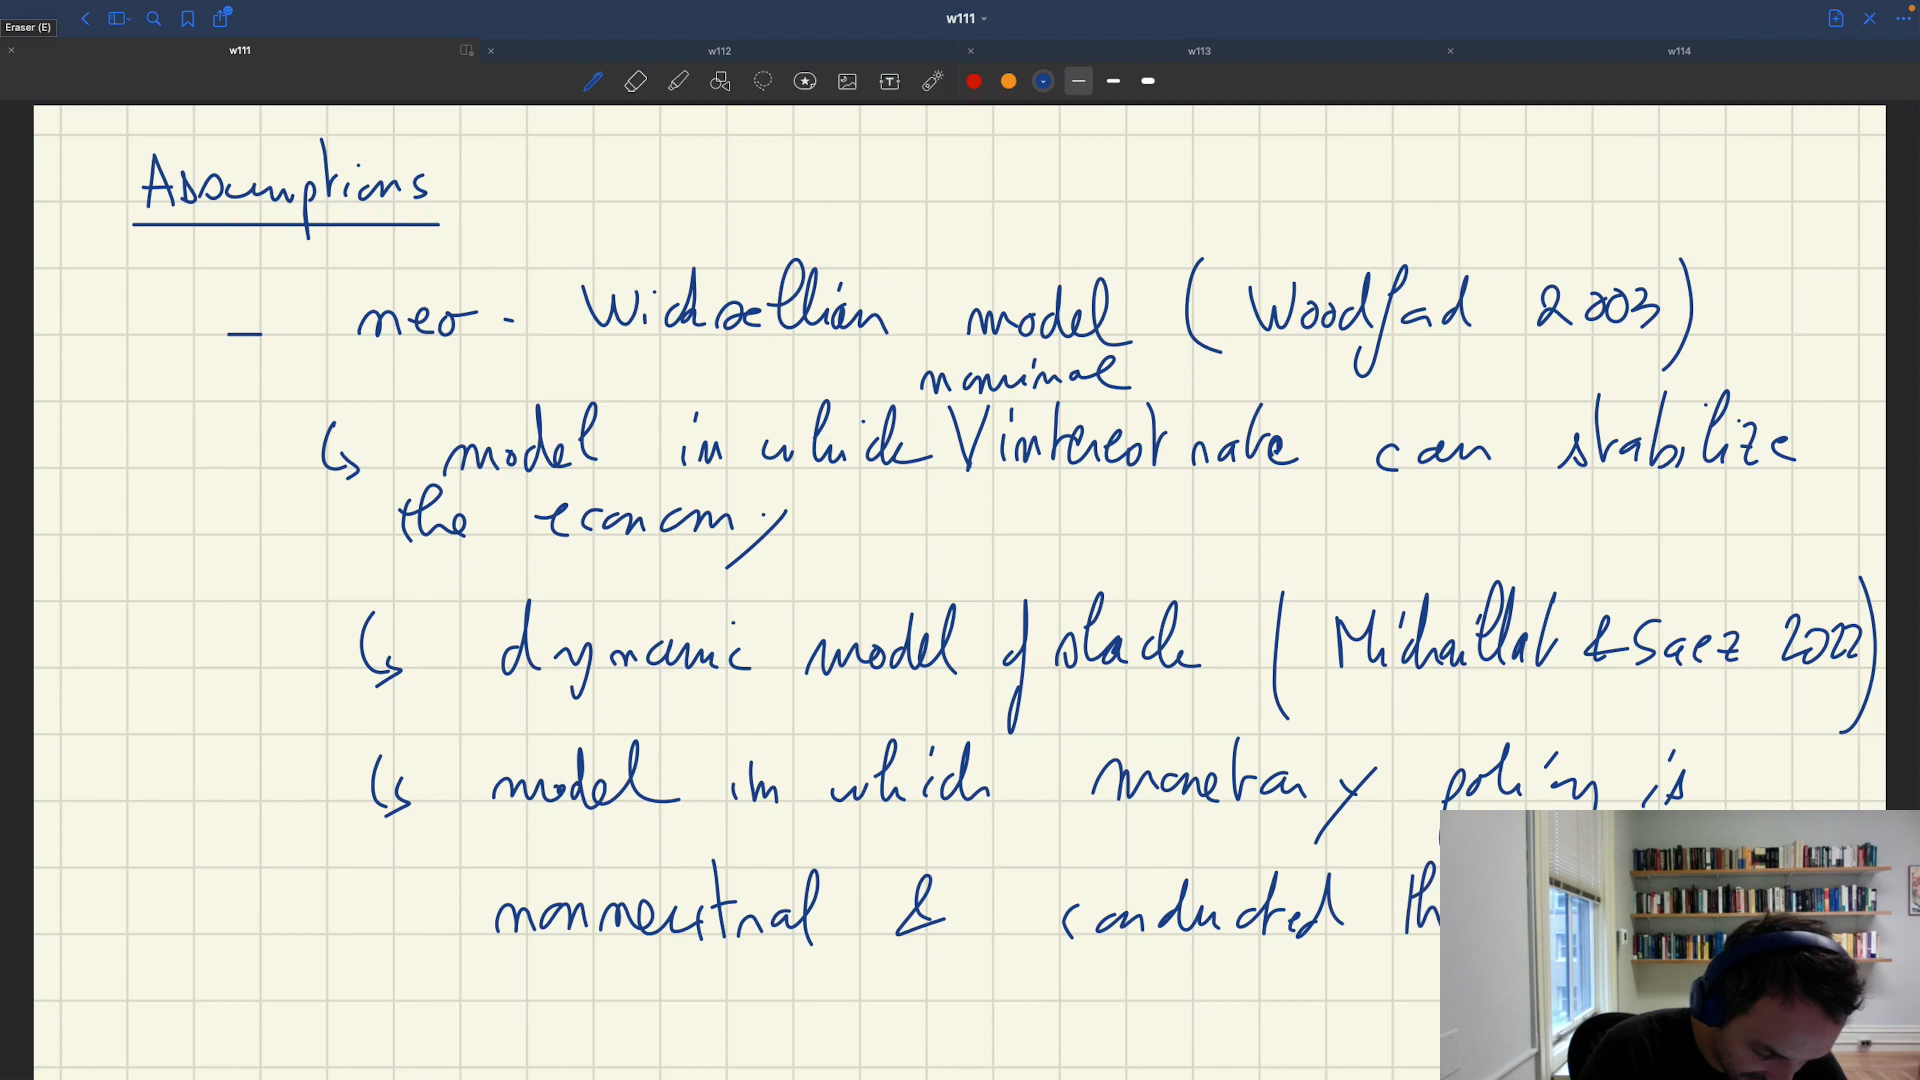 w111
Eraser (E)
w111
w112
w113
w114
Assumptions
– neo-Wicksellian model (Woodford 2003)
nominal
↳ model in which V interest rate can stabilize
the economy
↳ dynamic model of slack (Michaillat & Saez 2022)
↳ model in which monetary policy is
nonneutral & conducted th